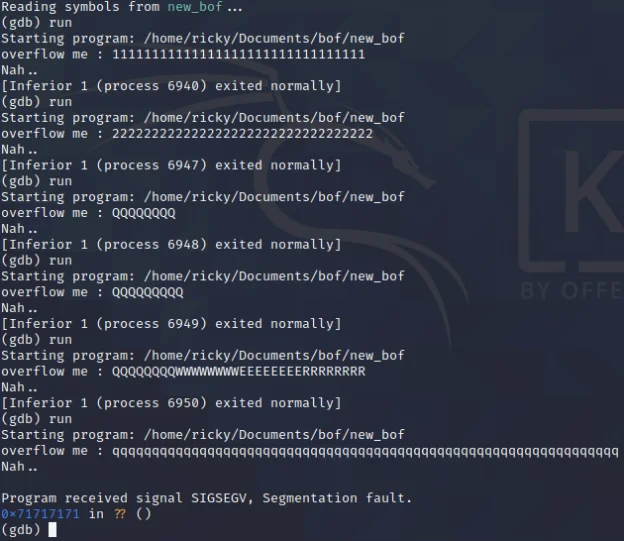 Reading symbols from new_bof...
(gdb) run
Starting program: /home/ricky/Documents/bof/new_bof
overflow me : 11111111111111111111111111111111
Nah..
[Inferior 1 (process 6940) exited normally]
(gdb) run
Starting program: /home/ricky/Documents/bof/new_bof
overflow me : 222222222222222222222222222222222
Nah..
[Inferior 1 (process 6947) exited normally]
(gdb) run
Starting program: /home/ricky/Documents/bof/new_bof
overflow me : QQQQQQQQ
Nah..
[Inferior 1 (process 6948) exited normally]
(gdb) run
Starting program: /home/ricky/Documents/bof/new_bof
overflow me : QQQQQQQQQ
Nah..
[Inferior 1 (process 6949) exited normally]
(gdb) run
Starting program: /home/ricky/Documents/bof/new_bof
overflow me : QQQQQQQQWWWWWWWWEEEEEEEERRRRRRRR
Nah..
[Inferior 1 (process 6950) exited normally]
(gdb) run
Starting program: /home/ricky/Documents/bof/new_bof
overflow me : qqqqqqqqqqqqqqqqqqqqqqqqqqqqqqqqqqqqqqqqqqqqqqqqqqqqqqqqqqqqqqqq
Nah..
Program received signal SIGSEGV, Segmentation fault.
0x71717171 in ?? ()
(gdb)
K
BY OFFE